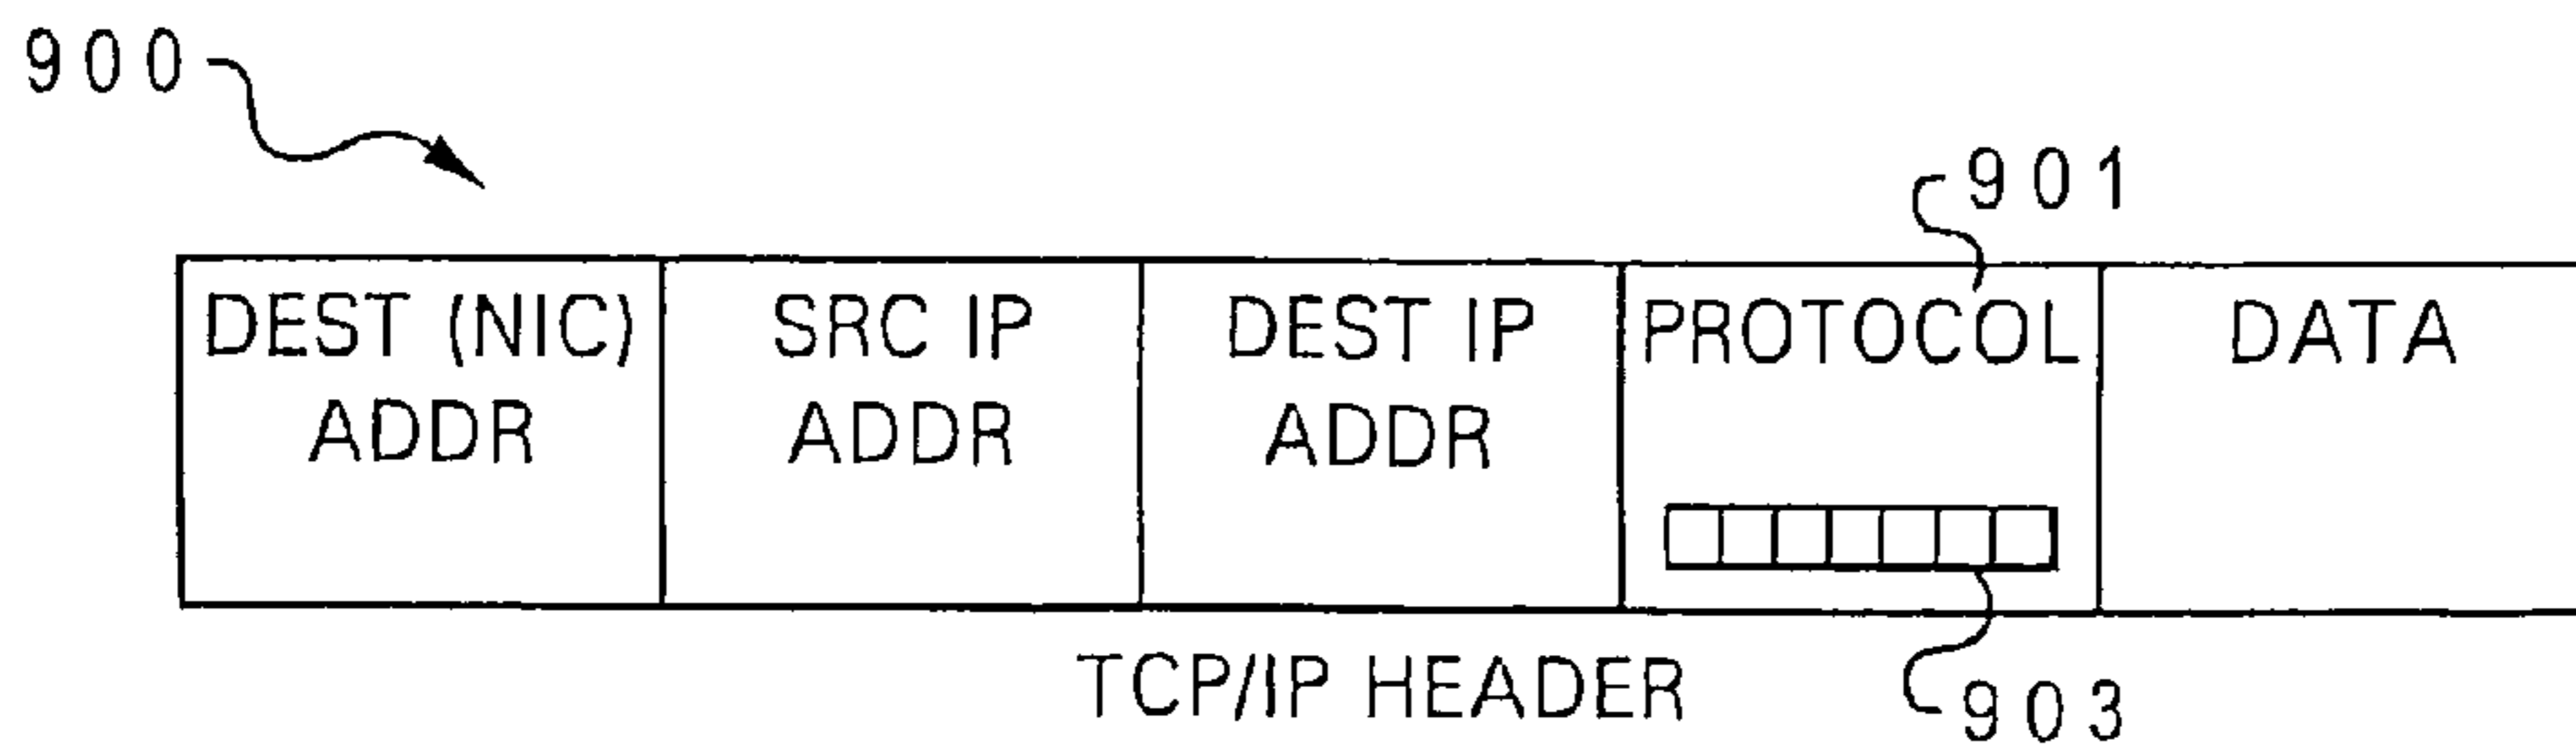 900
901
DEST (NIC) SRC IP DEST IP PROTOCOL DATA
ADDR ADDR ADDR
TCP/IP HEADER
903